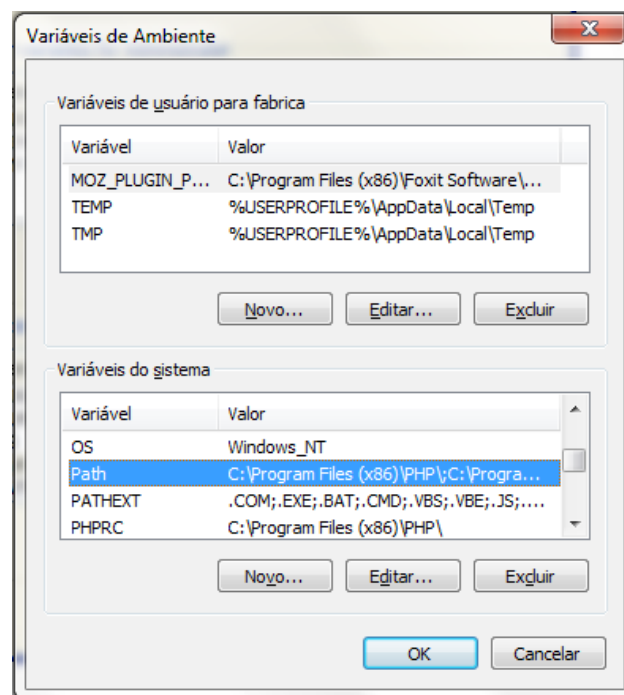 Variáveis de Ambiente
Variáveis de usuário para fabrica
Variável Valor
MOZ_PLUGIN_P... C:\Program Files (x86)\Foxit Software\...
TEMP %USERPROFILE%\AppData\Local\Temp
TMP %USERPROFILE%\AppData\Local\Temp
Novo... Editar... Excluir
Variáveis do sistema
Variável Valor
OS Windows_NT
Path C:\Program Files (x86)\PHP\;C:\Progra...
PATHEXT .COM;.EXE;.BAT;.CMD;.VBS;.VBE;.JS;....
PHPRC C:\Program Files (x86)\PHP\
Novo... Editar... Excluir
OK Cancelar